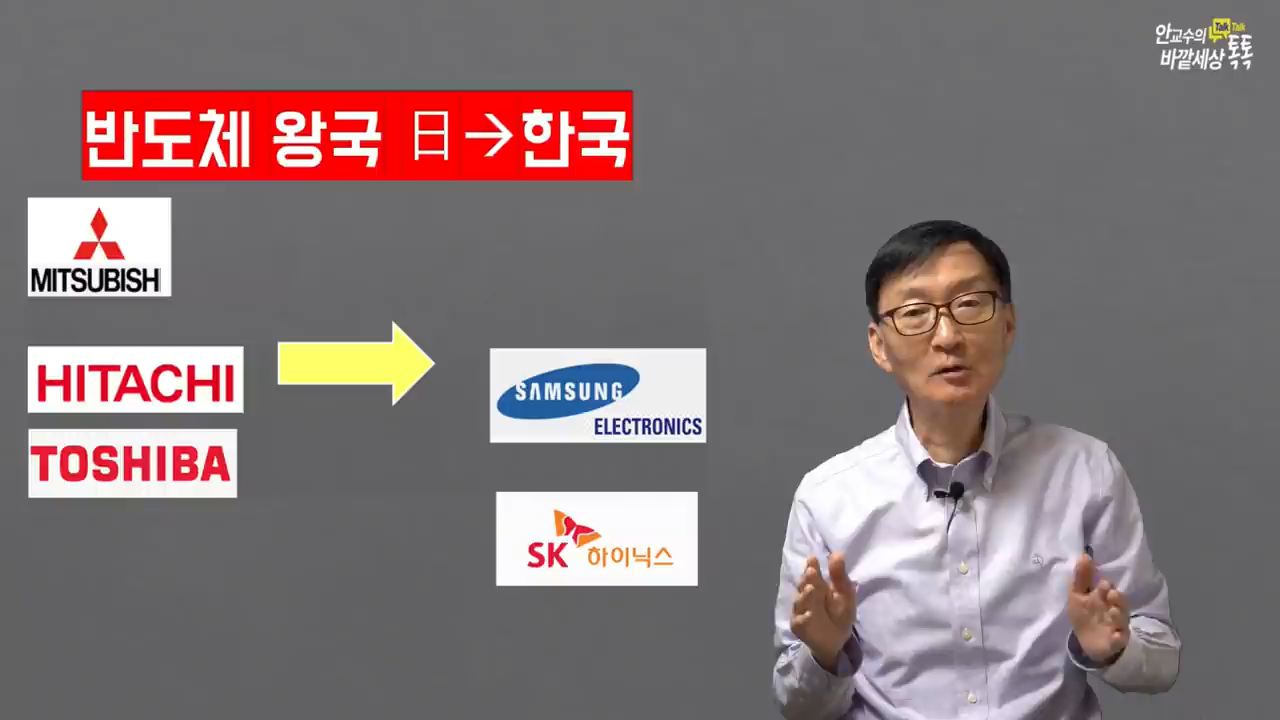 안교수의 Talk Talk
바깥세상 톡톡
반도체 왕국 日→한국
MITSUBISH
HITACHI
TOSHIBA
SAMSUNG
ELECTRONICS
SK 하이닉스